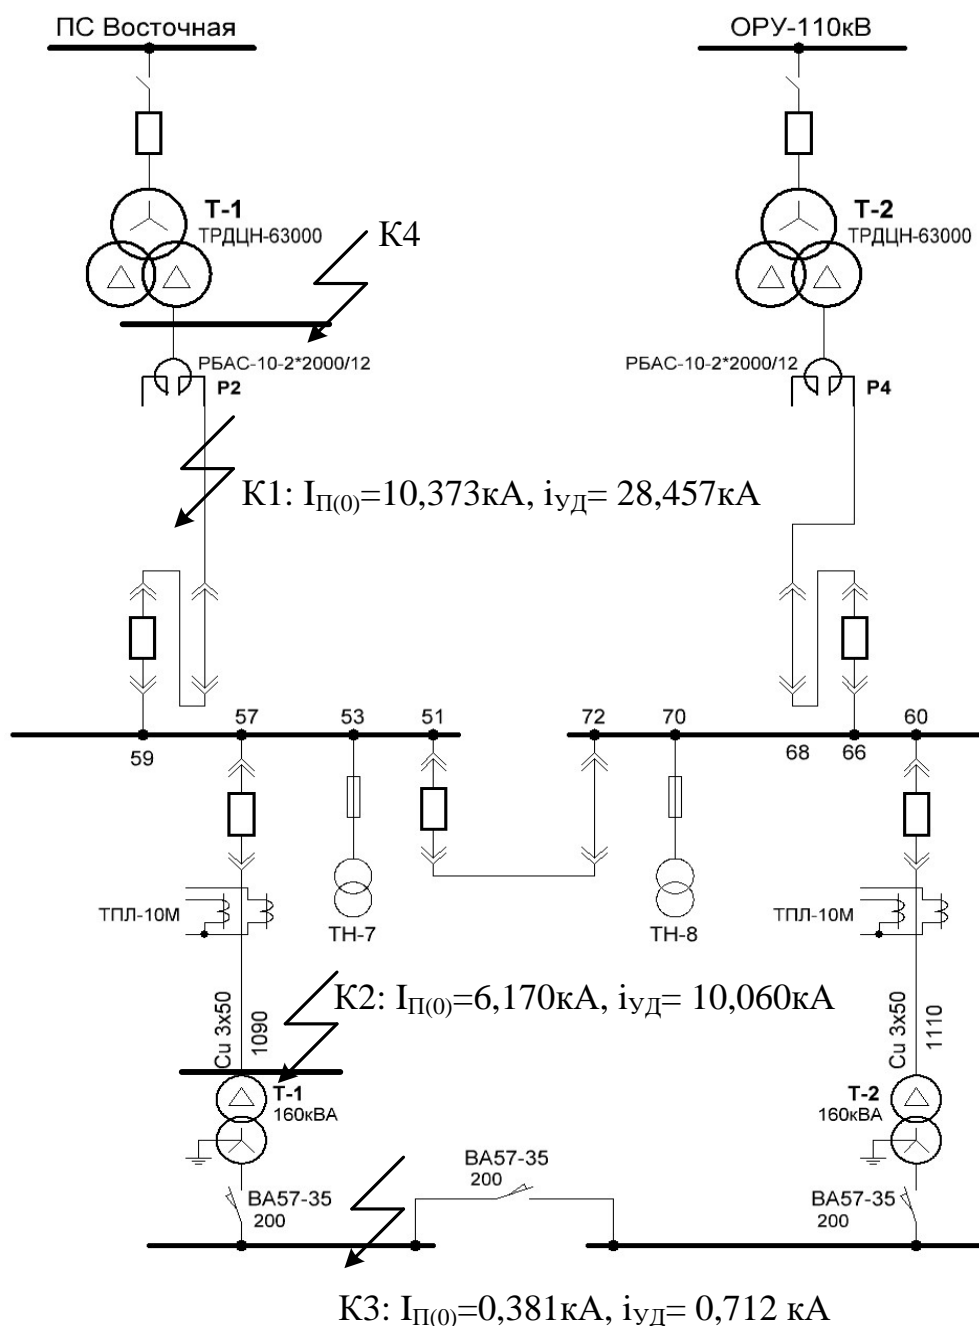 ПС Восточная
ОРУ-110кВ
Т-1
ТРДЦН-63000
К4
Т-2
ТРДЦН-63000
РБАС-10-2*2000/12
Р2
РБАС-10-2*2000/12
Р4
К1: IП(0)=10,373кА, iУД= 28,457кА
57
53
51
72
70
60
59
68
66
ТПЛ-10М
ТН-7
ТН-8
ТПЛ-10М
К2: IП(0)=6,170кА, iУД= 10,060кА
Cu 3x50
1090
Cu 3x50
1110
Т-1
160кВА
Т-2
160кВА
ВА57-35
200
ВА57-35
200
ВА57-35
200
К3: IП(0)=0,381кА, iУД= 0,712 кА